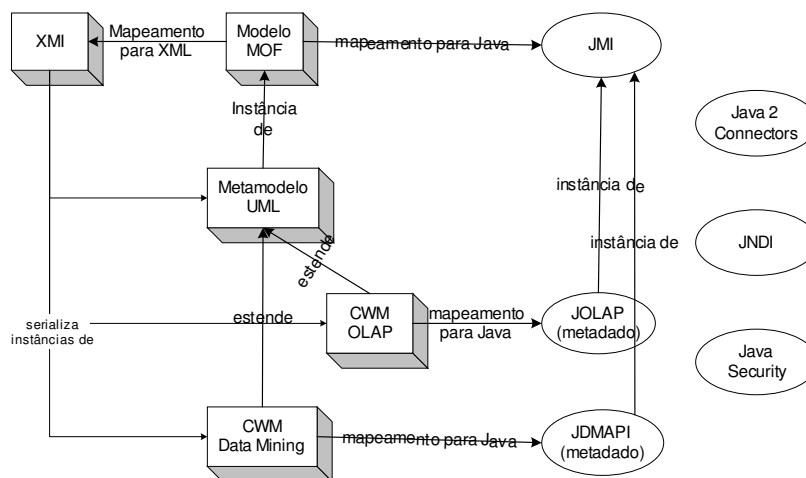 XMI
Mapeamento
para XML
Modelo
MOF
mapeamento para Java
JMI
Instância
de
Java 2
Connectors
Metamodelo
UML
instância de
estende
instância de
JNDI
serializa
instâncias de
estende
CWM
OLAP
mapeamento
para Java
JOLAP
(metadado)
Java
Security
CWM
Data Mining
mapeamento para Java
JDMAPI
(metadado)